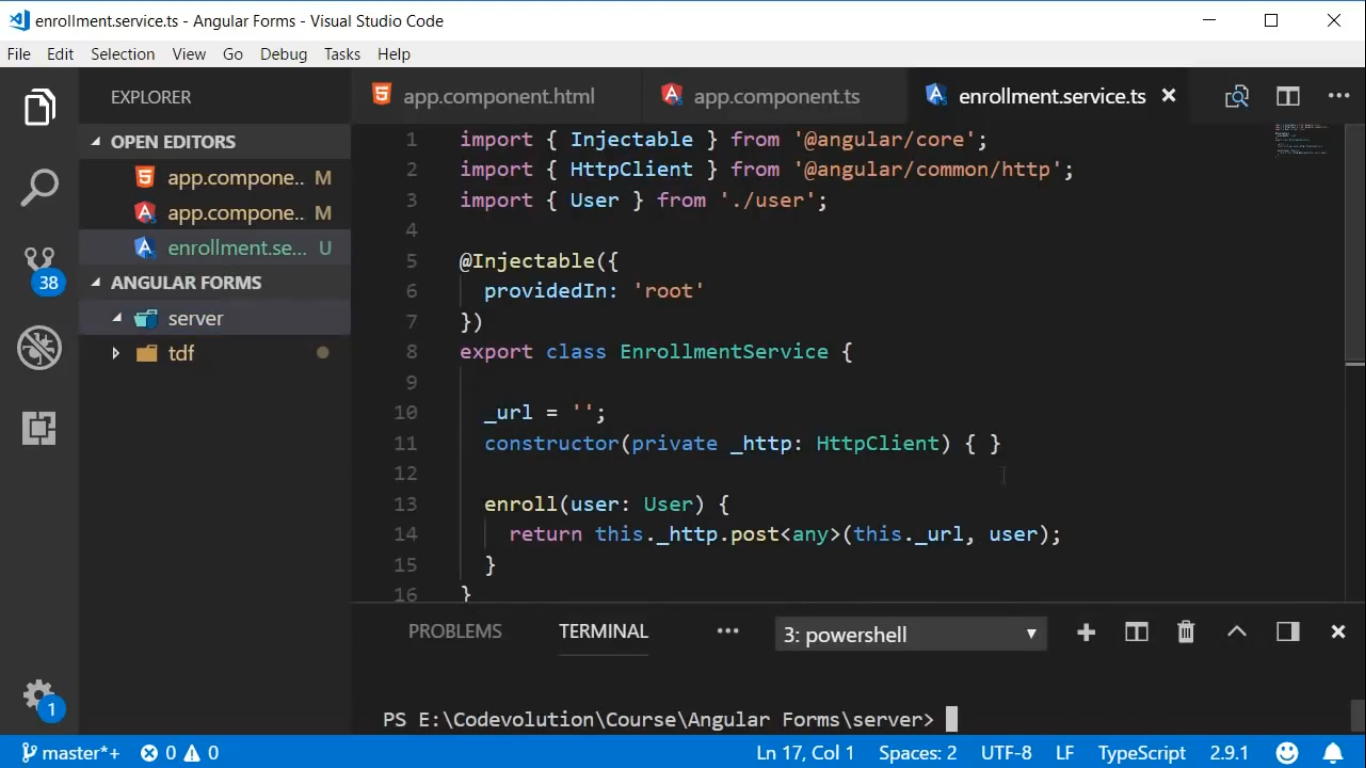 enrollment.service.ts - Angular Forms - Visual Studio Code
File Edit Selection View Go Debug Tasks Help
EXPLORER
OPEN EDITORS
app.compone.. M
app.compone.. M
enrollment.se... U
ANGULAR FORMS
server
tdf
38
1
app.component.html app.component.ts enrollment.service.ts
1 import { Injectable } from '@angular/core';
2 import { HttpClient } from '@angular/common/http';
3 import { User } from './user';
4
5 @Injectable({
6 providedIn: 'root'
7 })
8 export class EnrollmentService {
9
10 _url = '';
11 constructor(private _http: HttpClient) { }
12
13 enroll(user: User) {
14 return this._http.post<any>(this._url, user);
15 }
16 }
PROBLEMS TERMINAL ... 3: powershell
PS E:\Codevolution\Course\Angular Forms\server>
master*+ 0 0 Ln 17, Col 1 Spaces: 2 UTF-8 LF TypeScript 2.9.1